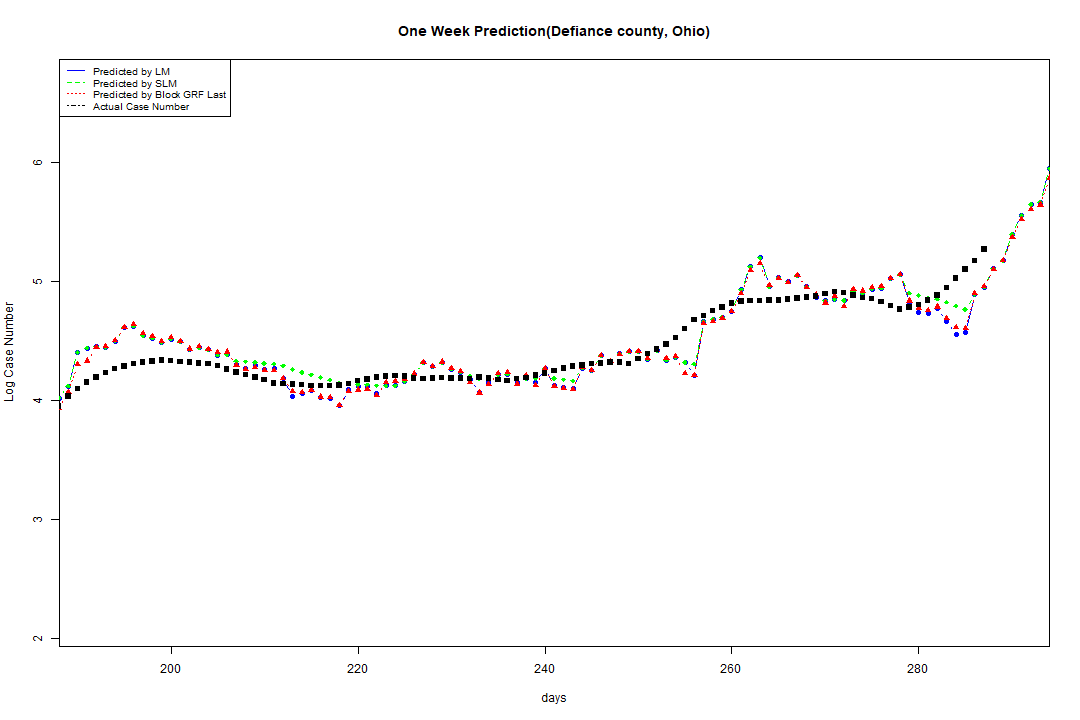 One Week Prediction(Defiance county, Ohio)
Predicted by LM
Predicted by SLM
Predicted by Block GRF Last
Actual Case Number
6
5
4
3
2
Log Case Number
200 220 240 260 280
days